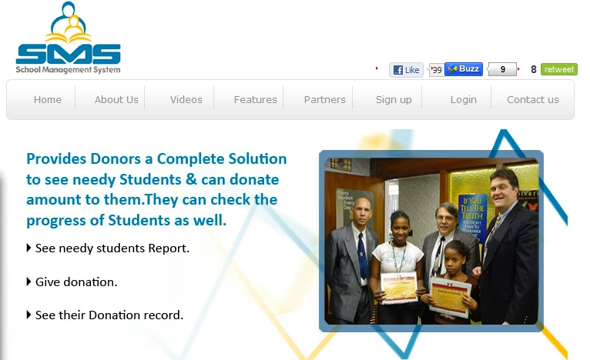 SMS
School Management System
Like
99
Buzz
9
8
retweet
Home
About Us
Videos
Features
Partners
Sign up
Login
Contact us
Provides Donors a Complete Solution
to see needy Students & can donate
amount to them.They can check the
progress of Students as well.
See needy students Report.
Give donation.
See their Donation record.
IF YOU
TELL THE
TRUTH